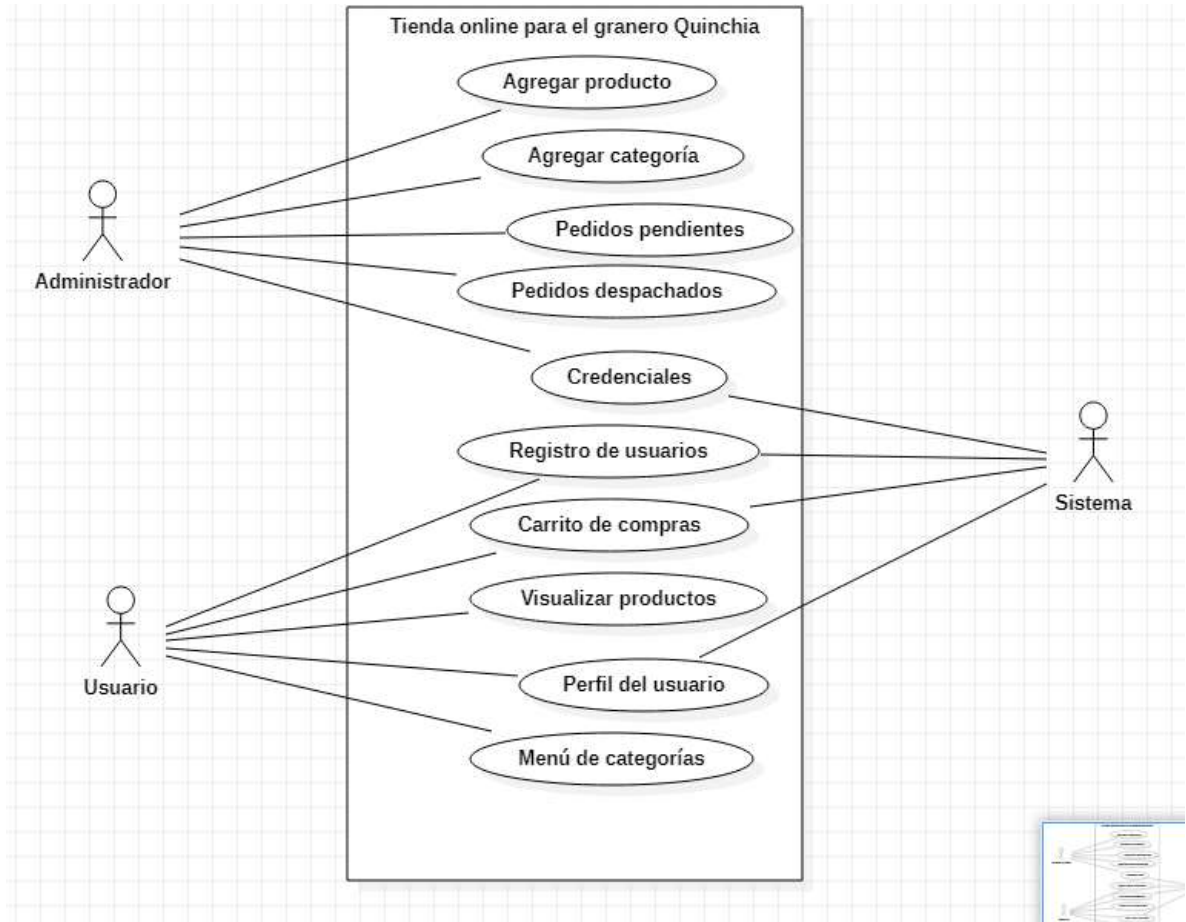 Tienda online para el granero Quinchia
Agregar producto
Agregar categoría
Pedidos pendientes
Administrador
Pedidos despachados
Credenciales
Registro de usuarios
Sistema
Carrito de compras
Visualizar productos
Usuario
Perfil del usuario
Menú de categorías